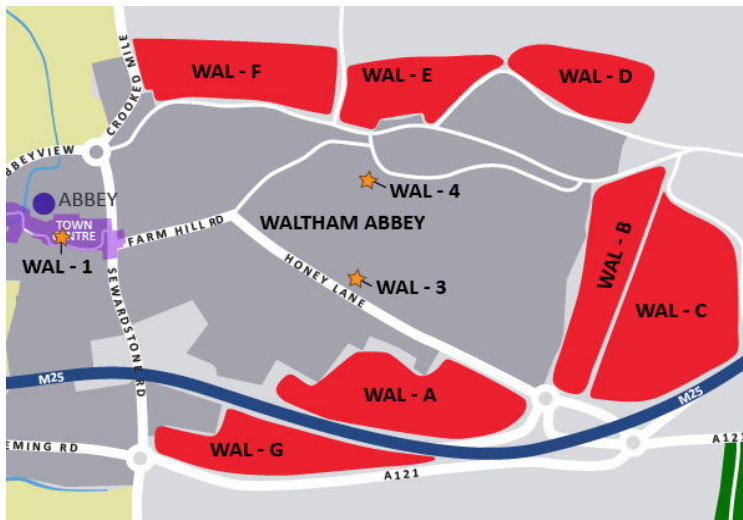 CROOKED MILE
WAL - F
WAL - E
WAL - D
ABBEYVIEW
ABBEY
WAL - 4
TOWN
CENTRE
FARM HILL RD
WALTHAM ABBEY
WAL - B
WAL - 1
HONEY LANE
WAL - 3
WAL - C
SEWARDSTONE RD
M25
WAL - A
M25
EMING RD
WAL - G
A121
A121